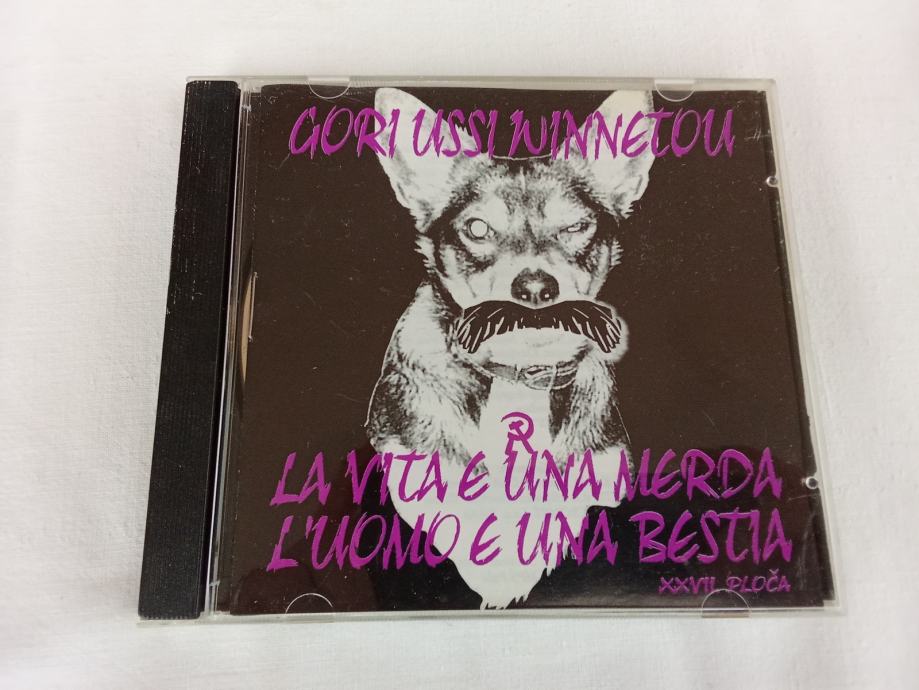 GORI USSI WINNETOU
LA VITA E UNA MERDA
L'UOMO E UNA BESTIA
XXVII. PLOČA